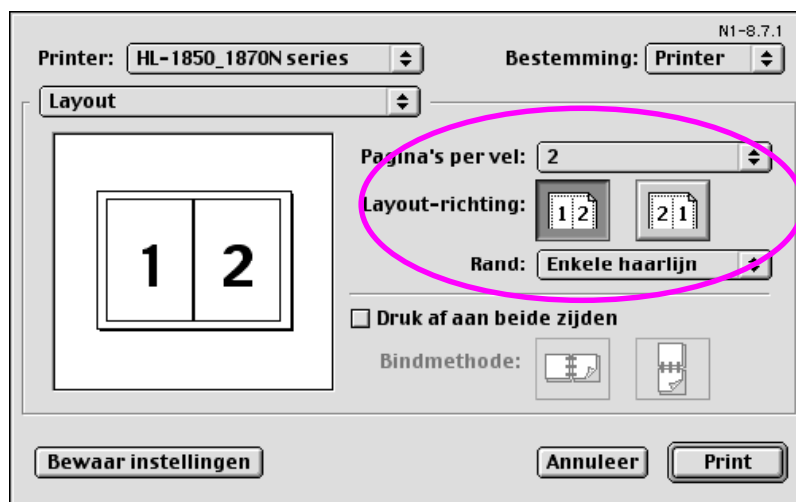 N1-8.7.1
Printer: HL-1850_1870N series Bestemming: Printer
Layout
Pagina's per vel: 2
Layout-richting: 1 2 2 1
1 2
Rand: Enkele haarlijn
Druk af aan beide zijden
Bindmethode:
Bewaar instellingen Annuleer Print